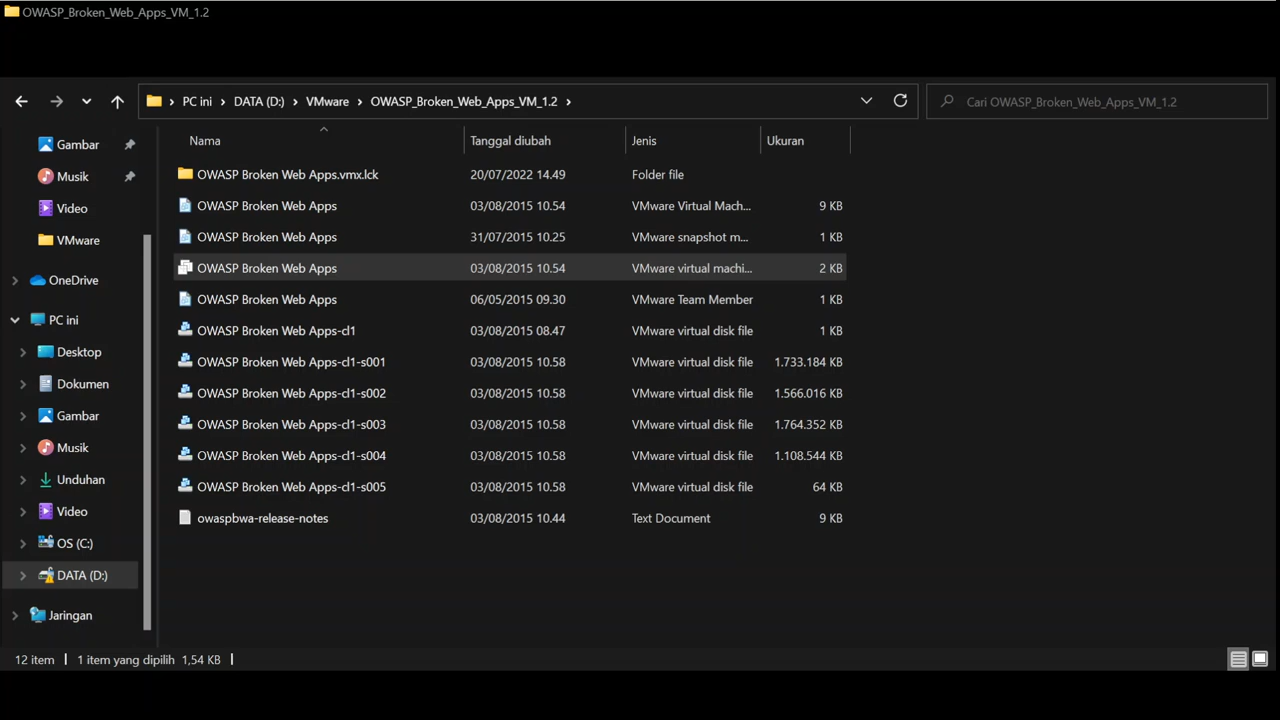 OWASP_Broken_Web_Apps_VM_1.2
PC ini
DATA (D:)
VMware
OWASP_Broken_Web_Apps_VM_1.2
Cari OWASP_Broken_Web_Apps_VM_1.2
Gambar
Musik
Video
VMware
OneDrive
PC ini
Desktop
Dokumen
Gambar
Musik
Unduhan
Video
OS (C:)
DATA (D:)
Jaringan
Nama Tanggal diubah Jenis Ukuran
OWASP Broken Web Apps.vmx.lck 20/07/2022 14.49 Folder file
OWASP Broken Web Apps 03/08/2015 10.54 VMware Virtual Mach... 9 KB
OWASP Broken Web Apps 31/07/2015 10.25 VMware snapshot m... 1 KB
OWASP Broken Web Apps 03/08/2015 10.54 VMware virtual machi... 2 KB
OWASP Broken Web Apps 06/05/2015 09.30 VMware Team Member 1 KB
OWASP Broken Web Apps-cl1 03/08/2015 08.47 VMware virtual disk file 1 KB
OWASP Broken Web Apps-cl1-s001 03/08/2015 10.58 VMware virtual disk file 1.733.184 KB
OWASP Broken Web Apps-cl1-s002 03/08/2015 10.58 VMware virtual disk file 1.566.016 KB
OWASP Broken Web Apps-cl1-s003 03/08/2015 10.58 VMware virtual disk file 1.764.352 KB
OWASP Broken Web Apps-cl1-s004 03/08/2015 10.58 VMware virtual disk file 1.108.544 KB
OWASP Broken Web Apps-cl1-s005 03/08/2015 10.58 VMware virtual disk file 64 KB
owaspbwa-release-notes 03/08/2015 10.44 Text Document 9 KB
12 item 1 item yang dipilih 1,54 KB